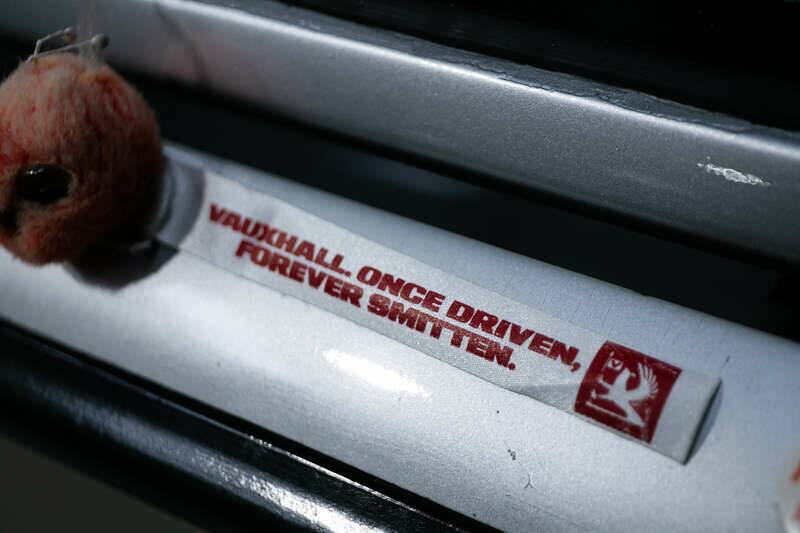 VAUXHALL. ONCE DRIVEN,
FOREVER SMITTEN.